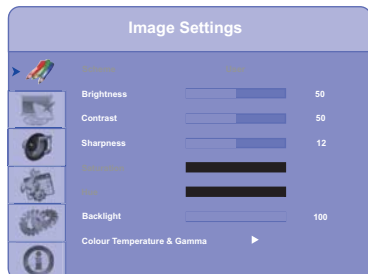 Image Settings
Brightness 50
Contrast 50
Sharpness 12
Backlight 100
Colour Temperature & Gamma